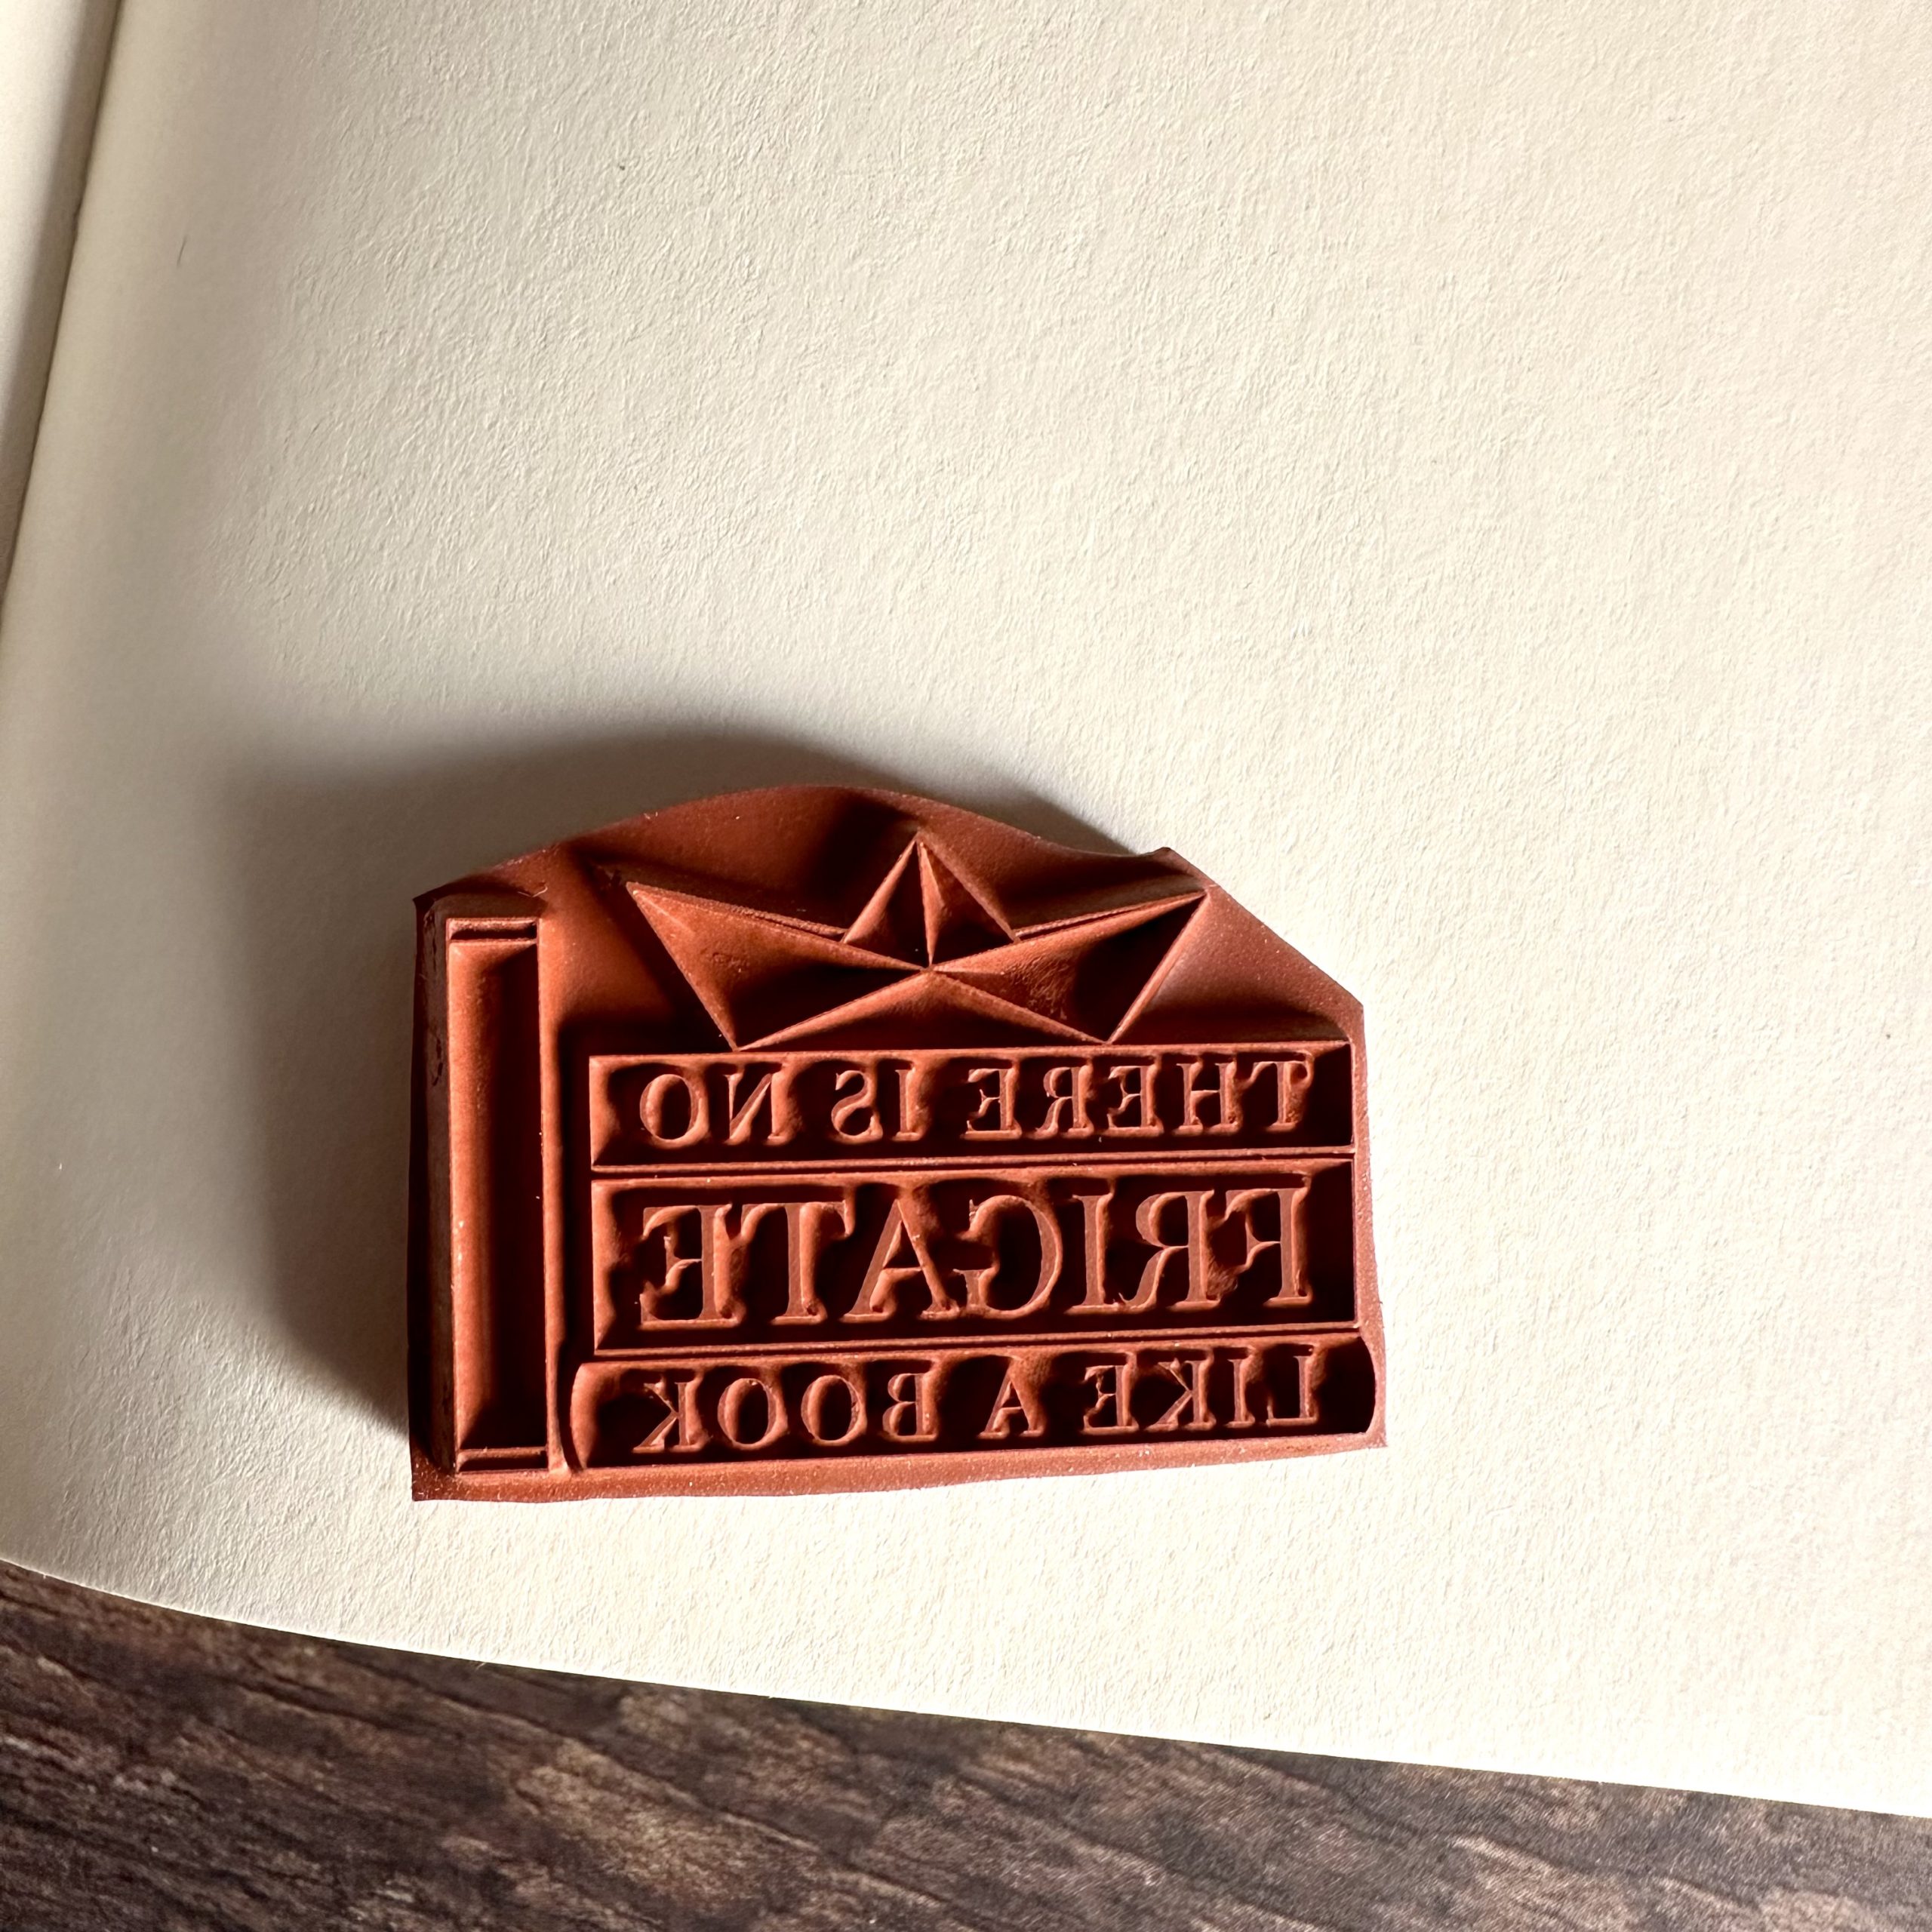 THERE IS NO
FRIGATE
LIKE A BOOK